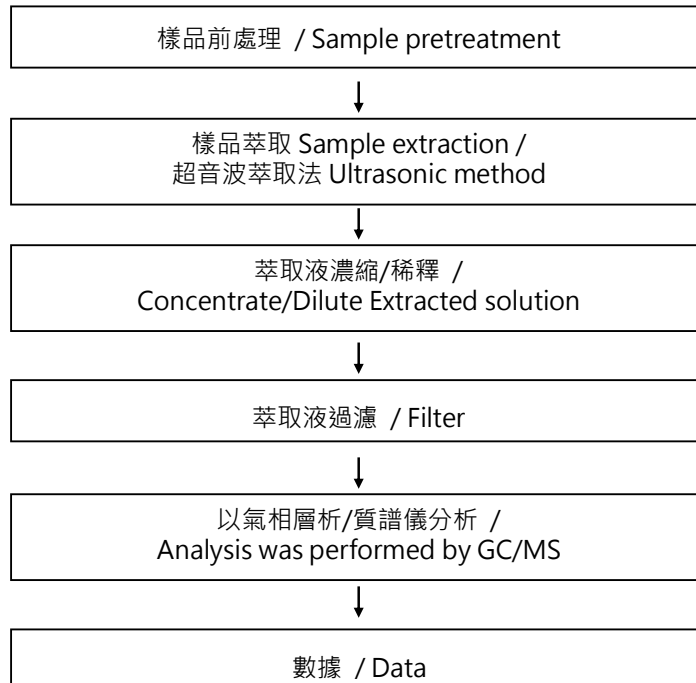 樣品前處理 / Sample pretreatment
樣品萃取 Sample extraction /
超音波萃取法 Ultrasonic method
萃取液濃縮/稀釋 /
Concentrate/Dilute Extracted solution
萃取液過濾 / Filter
以氣相層析/質譜儀分析 /
Analysis was performed by GC/MS
數據 / Data